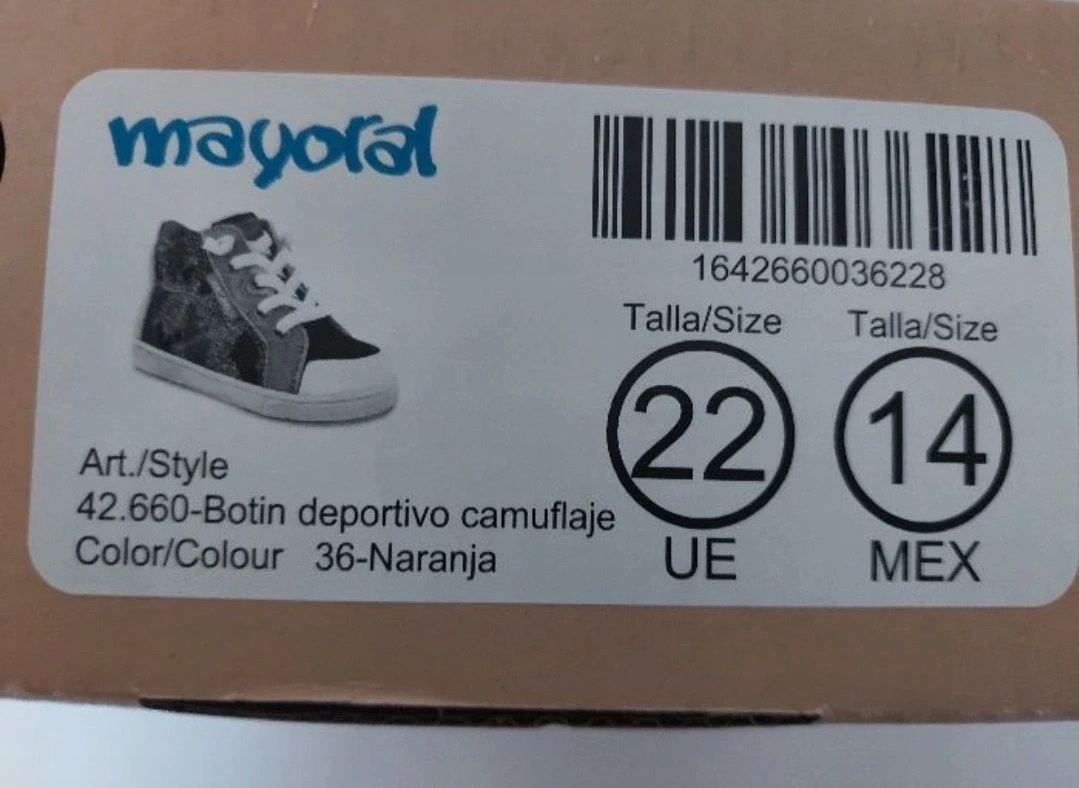 mayoral
1642660036228
Talla/Size Talla/Size
22 14
UE MEX
Art./Style
42.660-Botin deportivo camuflaje
Color/Colour 36-Naranja